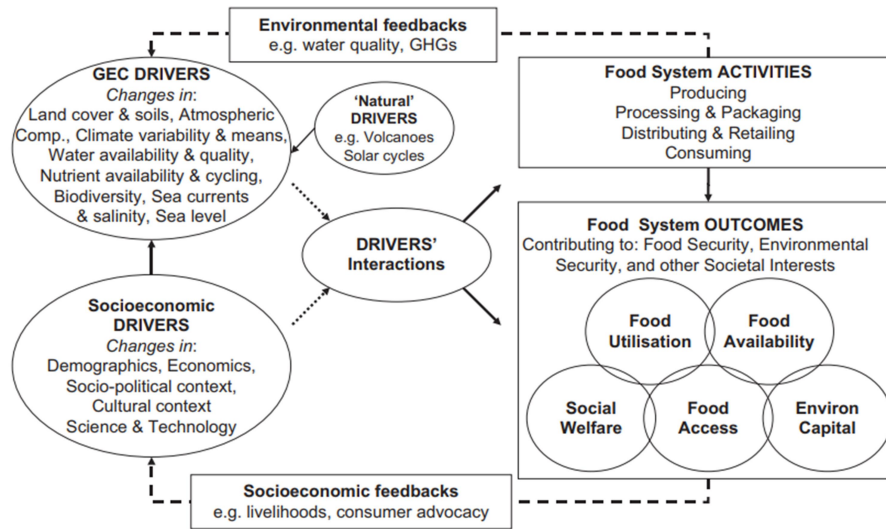 Environmental feedbacks
e.g. water quality, GHGs
GEC DRIVERS
Changes in:
Land cover & soils, Atmospheric
Comp., Climate variability & means,
Water availability & quality,
Nutrient availability & cycling,
Biodiversity, Sea currents
& salinity, Sea level
‘Natural’
DRIVERS
e.g. Volcanoes
Solar cycles
Food System ACTIVITIES
Producing
Processing & Packaging
Distributing & Retailing
Consuming
DRIVERS’
Interactions
Food System OUTCOMES
Contributing to: Food Security, Environmental
Security, and other Societal Interests
Food
Utilisation
Food
Availability
Social
Welfare
Food
Access
Environ
Capital
Socioeconomic
DRIVERS
Changes in:
Demographics, Economics,
Socio-political context,
Cultural context
Science & Technology
Socioeconomic feedbacks
e.g. livelihoods, consumer advocacy